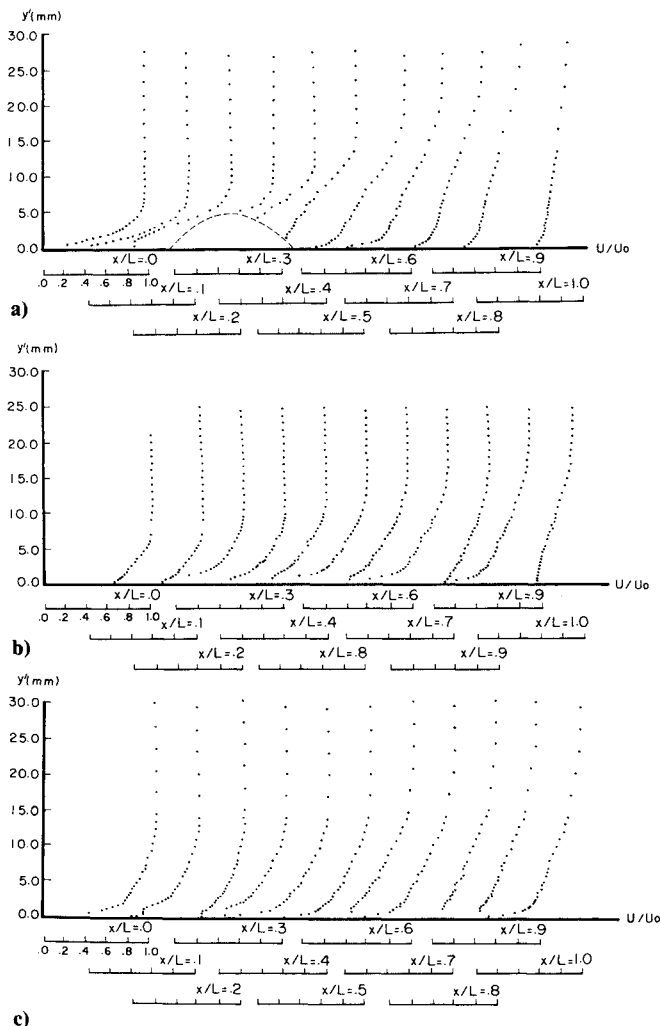 y'(mm)
30.0
25.0
20.0
15.0
10.0
5.0
0.0
U/Uo
x/L=.0 x/L=.3 x/L=.6 x/L=.9
.0 .2 .4 .6 .8 1.0
x/L=.1 x/L=.4 x/L=.7 x/L=1.0
x/L=.2 x/L=.5 x/L=.8
a)
y'(mm)
30.0
25.0
20.0
15.0
10.0
5.0
0.0
U/Uo
x/L=.0 x/L=.3 x/L=.6 x/L=.9
.0 .2 .4 .6 .8 1.0
x/L=.1 x/L=.4 x/L=.7 x/L=1.0
x/L=.2 x/L=.8 x/L=.9
b)
y'(mm)
30.0
25.0
20.0
15.0
10.0
5.0
0.0
U/Uo
x/L=.0 x/L=.3 x/L=.6 x/L=.9
.0 .2 .4 .6 .8 1.0
x/L=.1 x/L=.4 x/L=.7 x/L=1.0
x/L=.2 x/L=.5 x/L=.8
c)